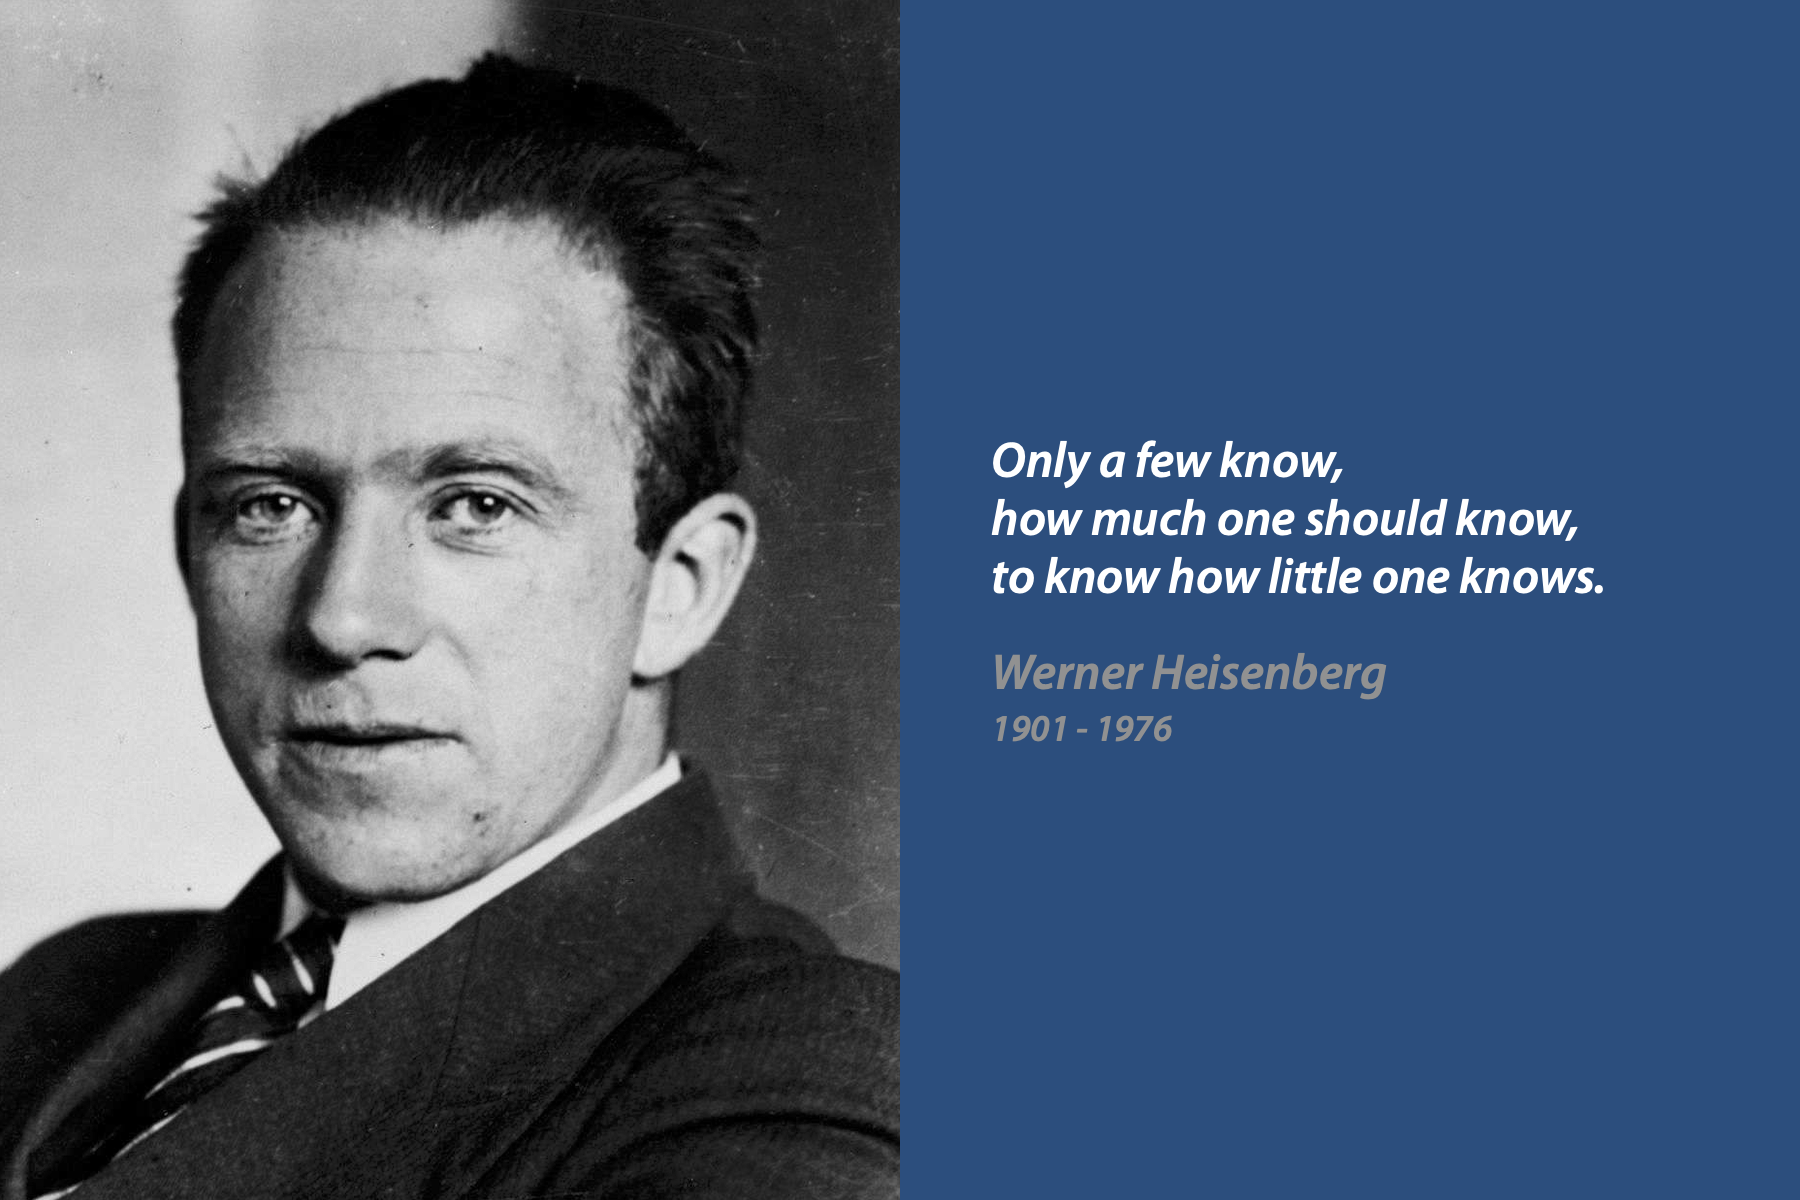 Only a few know,
how much one should know,
to know how little one knows.
Werner Heisenberg
1901 - 1976